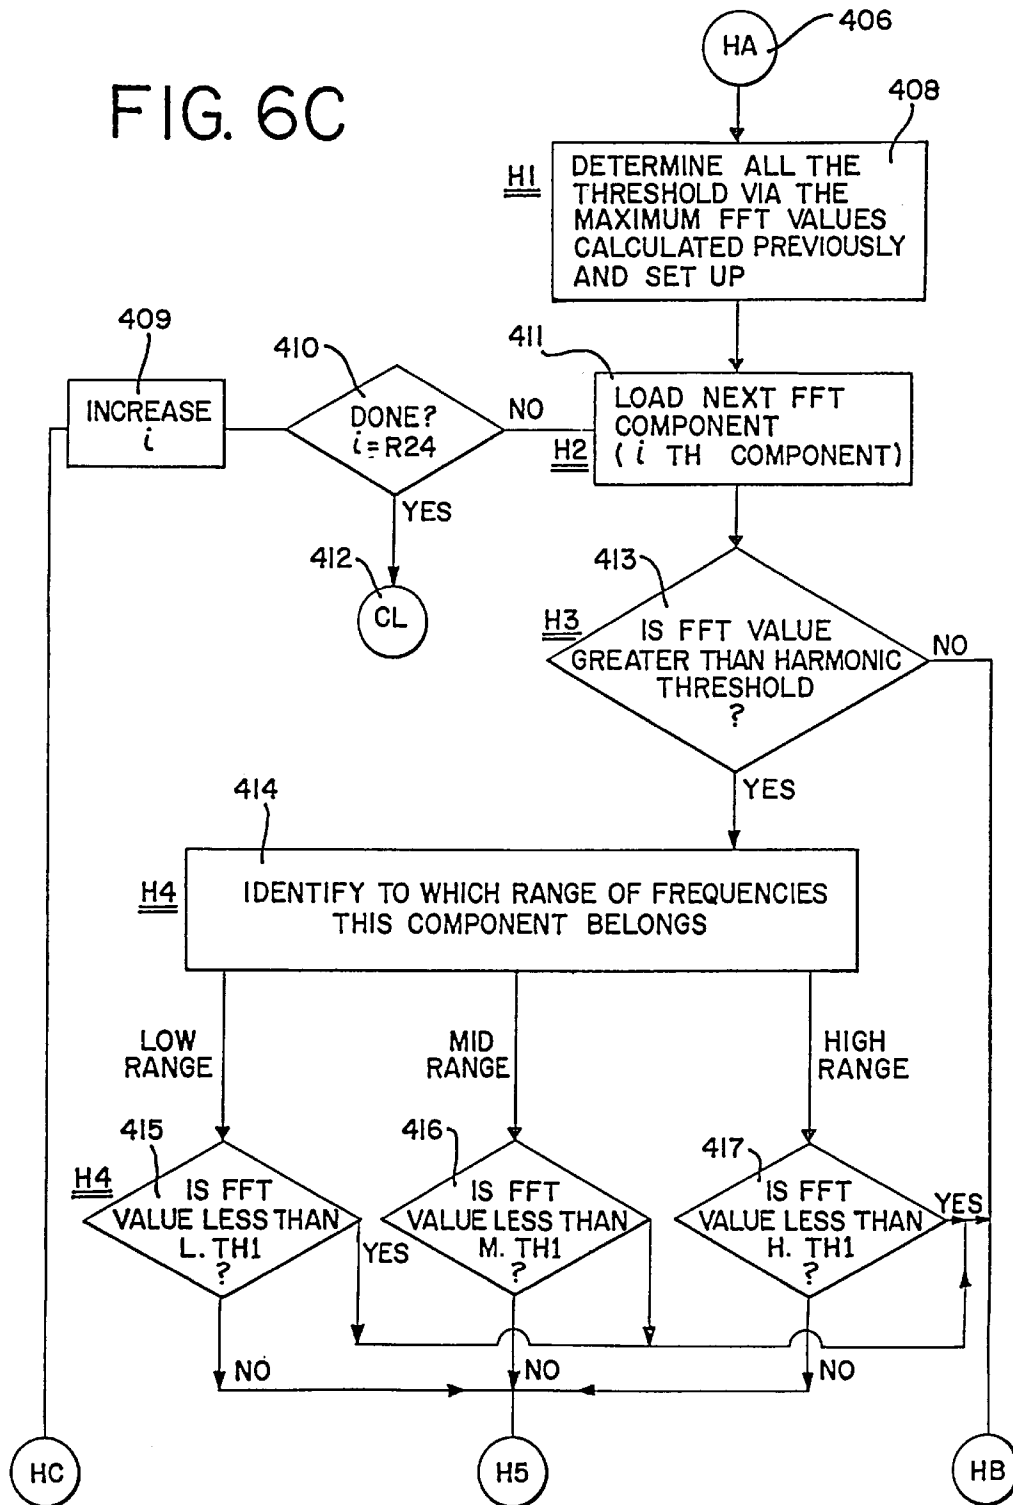 FIG. 6C
HA
406
408
H1
DETERMINE ALL THE
THRESHOLD VIA THE
MAXIMUM FFT VALUES
CALCULATED PREVIOUSLY
AND SET UP
409
INCREASE
i
410
DONE?
i=R24
NO
YES
411
H2
LOAD NEXT FFT
COMPONENT
(i TH COMPONENT)
412
CL
413
H3
IS FFT VALUE
GREATER THAN HARMONIC
THRESHOLD
?
NO
YES
414
H4
IDENTIFY TO WHICH RANGE OF FREQUENCIES
THIS COMPONENT BELONGS
LOW
RANGE
MID
RANGE
HIGH
RANGE
415
H4
IS FFT
VALUE LESS THAN
L. TH1
?
YES
416
IS FFT
VALUE LESS THAN
M. TH1
?
417
IS FFT
VALUE LESS THAN
H. TH1
?
YES
NO
NO
NO
HC
H5
HB